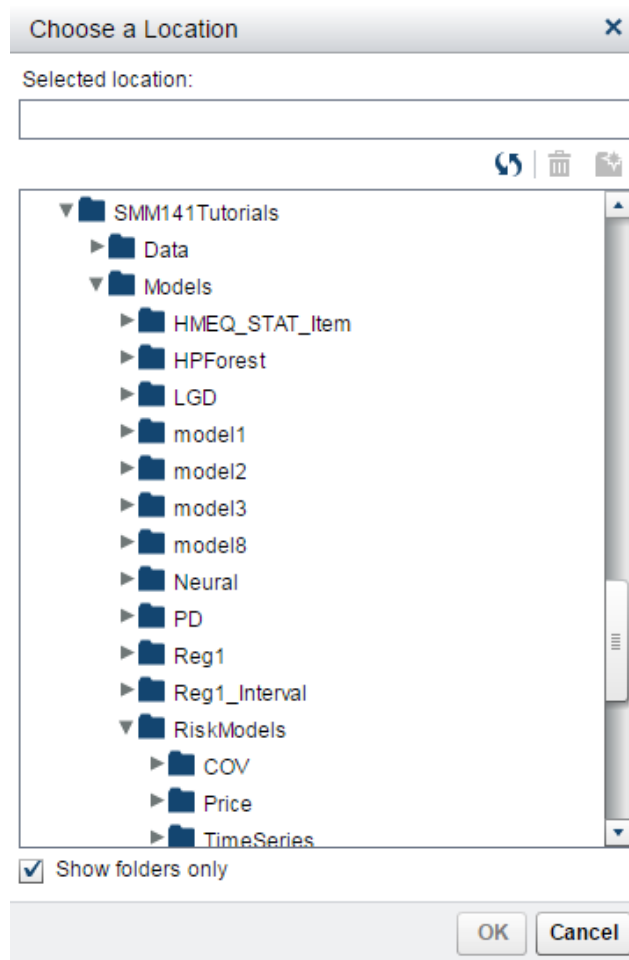 Choose a Location
Selected location:
SMM141Tutorials
Data
Models
HMEQ_STAT_Item
HPForest
LGD
model1
model2
model3
model8
Neural
PD
Reg1
Reg1_Interval
RiskModels
COV
Price
TimeSeries
Show folders only
OK Cancel